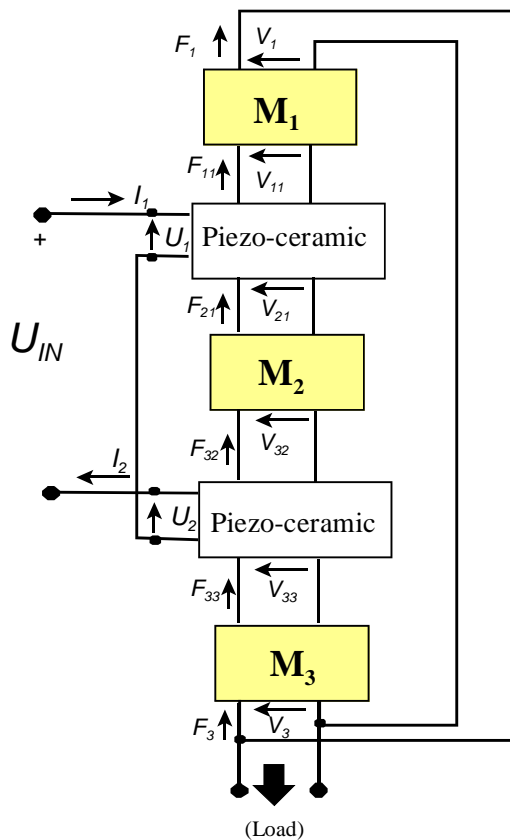 F1 V1
M1
F11 V11
I1
+
U1
Piezo-ceramic
F21 V21
UIN
M2
F32 V32
I2
U2
Piezo-ceramic
F33 V33
M3
F3 V3
(Load)